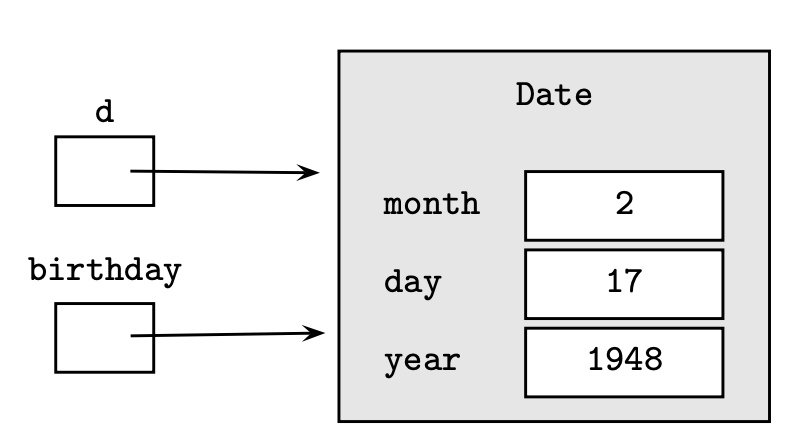 d
birthday
Date
month 2
day 17
year 1948